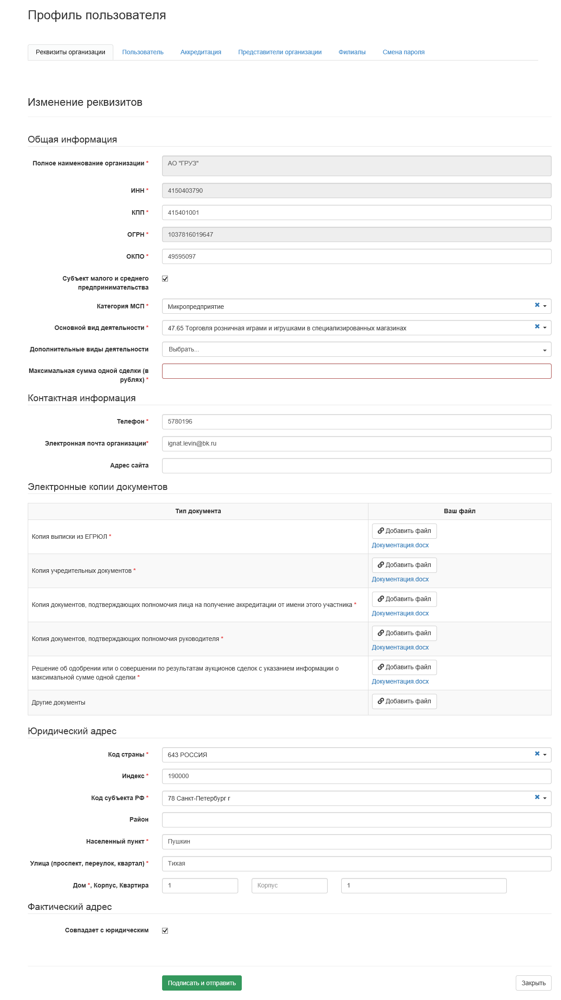 Профиль пользователя
Реквизиты организации Пользователь Аккредитация Представители организации Филиалы Смена пароля
Изменение реквизитов
Общая информация
Полное наименование организации * АО "ГРУЗ"
ИНН * 4150403790
КПП * 415401001
ОГРН * 1037816019647
ОКПО * 49595097
Субъект малого и среднего
предпринимательства
Категория МСП * Микропредприятие
Основной вид деятельности * 47.65 Торговля розничная играми и игрушками в специализированных магазинах
Дополнительные виды деятельности Выбрать...
Максимальная сумма одной сделки (в
рублях) *
Контактная информация
Телефон * 5780196
Электронная почта организации* ignat.levin@bk.ru
Адрес сайта
Электронные копии документов
Тип документа Ваш файл
Копия выписки из ЕГРЮЛ *
Добавить файл
Документация.docx
Копия учредительных документов *
Добавить файл
Документация.docx
Копия документов, подтверждающих полномочия лица на получение аккредитации от имени этого участника *
Добавить файл
Документация.docx
Копия документов, подтверждающих полномочия руководителя *
Добавить файл
Документация.docx
Решение об одобрении или о совершении по результатам аукционов сделок с указанием информации о
максимальной сумме одной сделки *
Добавить файл
Документация.docx
Другие документы
Добавить файл
Юридический адрес
Код страны * 643 РОССИЯ
Индекс * 190000
Код субъекта РФ * 78 Санкт-Петербург г
Район
Населенный пункт * Пушкин
Улица (проспект, переулок, квартал) * Тихая
Дом *, Корпус, Квартира 1 Корпус 1
Фактический адрес
Совпадает с юридическим
Подписать и отправить Закрыть